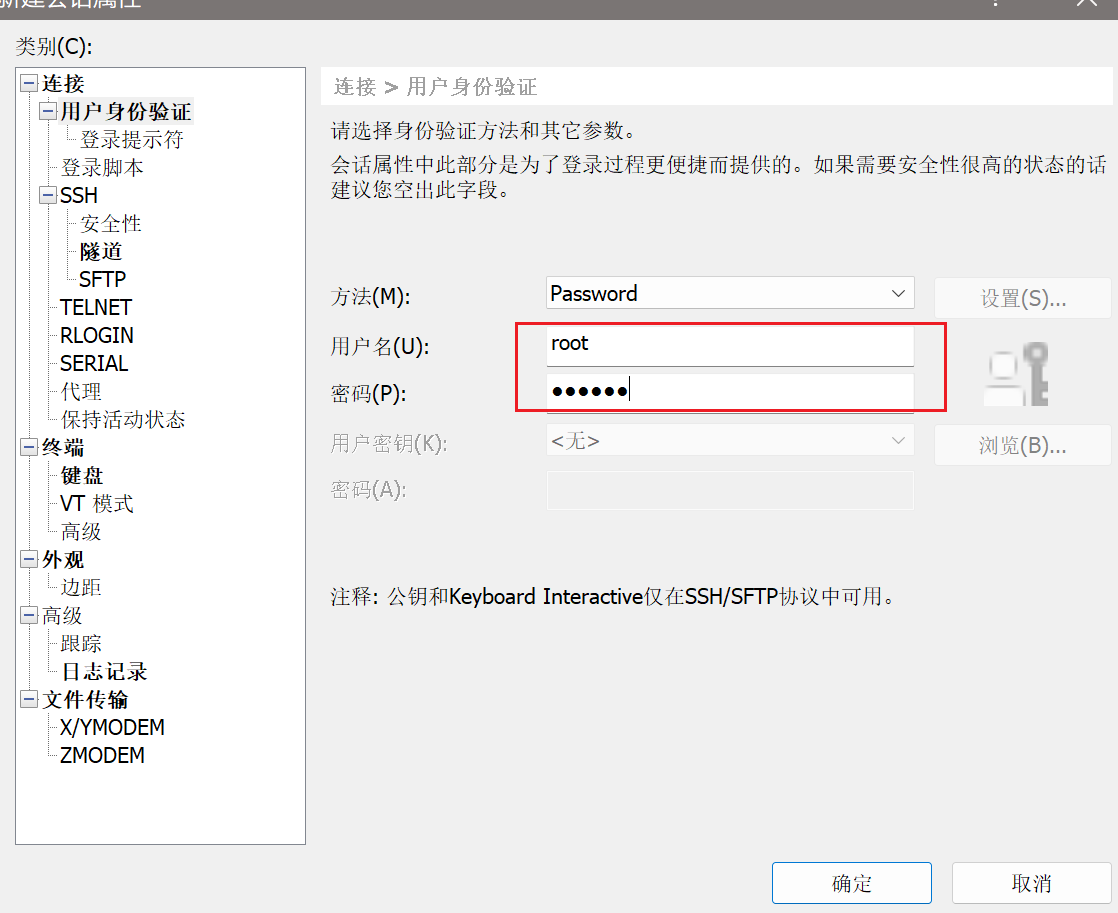 新建会话属性
类别(C):
连接
用户身份验证
登录提示符
登录脚本
SSH
安全性
隧道
SFTP
TELNET
RLOGIN
SERIAL
代理
保持活动状态
终端
键盘
VT 模式
高级
外观
边距
高级
跟踪
日志记录
文件传输
X/YMODEM
ZMODEM
连接 > 用户身份验证
请选择身份验证方法和其它参数。
会话属性中此部分是为了登录过程更便捷而提供的。如果需要安全性很高的状态的话
建议您空出此字段。
方法(M):
Password
设置(S)...
用户名(U):
root
密码(P):
●●●●●●
用户密钥(K):
<无>
浏览(B)...
密码(A):
注释: 公钥和Keyboard Interactive仅在SSH/SFTP协议中可用。
确定
取消